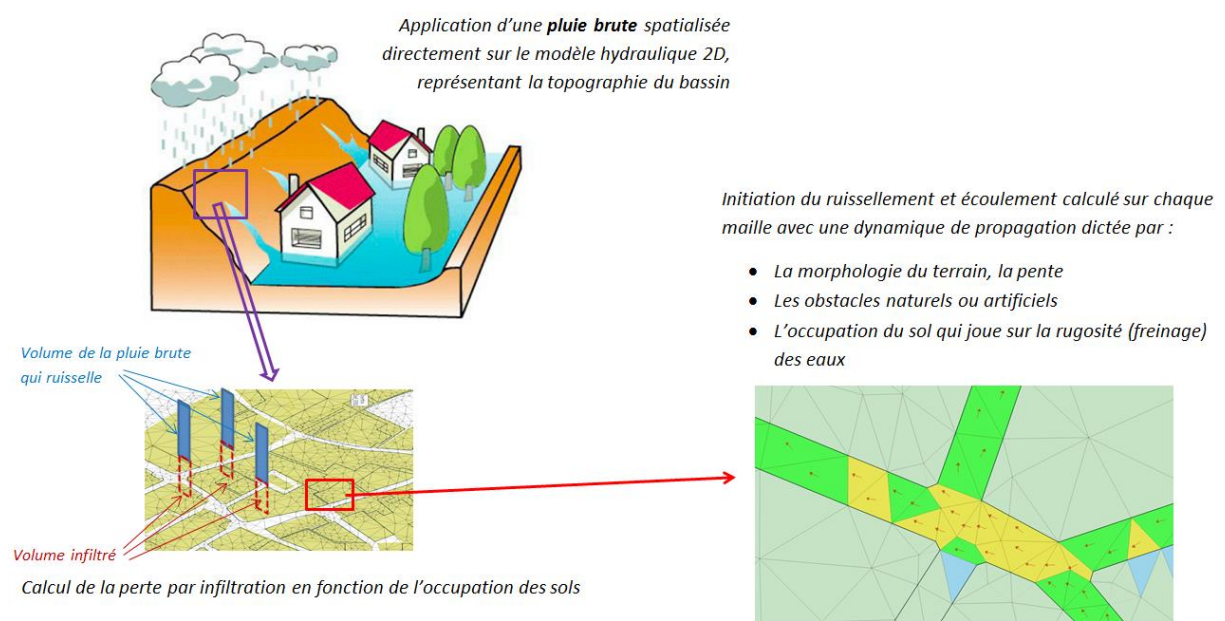 Application d’une pluie brute spatialisée
directement sur le modèle hydraulique 2D,
représentant la topographie du bassin
Initiation du ruissellement et écoulement calculé sur chaque
maille avec une dynamique de propagation dictée par :
● La morphologie du terrain, la pente
● Les obstacles naturels ou artificiels
● L’occupation du sol qui joue sur la rugosité (freinage)
des eaux
Volume de la pluie brute
qui ruisselle
Volume infiltré
Calcul de la perte par infiltration en fonction de l’occupation des sols